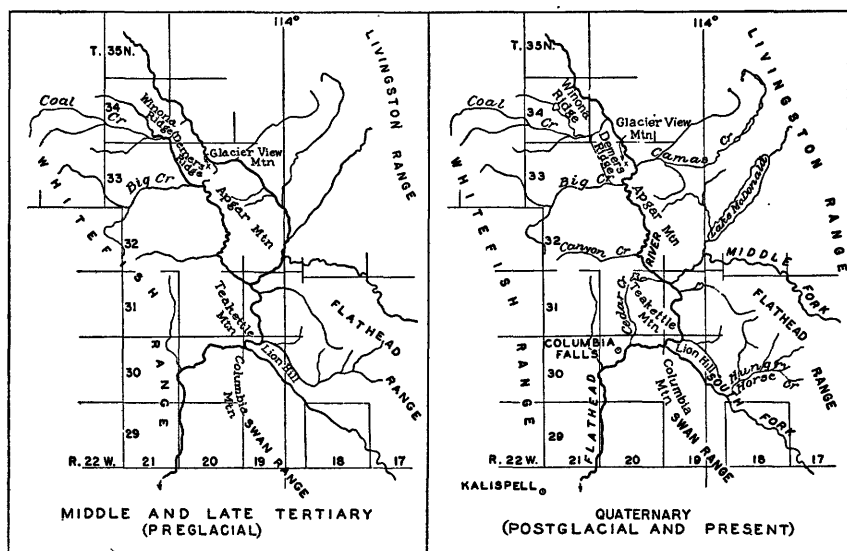 114°
T. 35N.
LIVINGSTON RANGE
Coal
Cr
34
Winona
Ridge
Demers
Ridge
Glacier View
Mtn
WHITEFISH RANGE
33
Big Cr
Apgar Mtn
32
31
Teakettle
Mtn
FLATHEAD
RANGE
Lion Hill
30
Columbia
Mtn
SWAN RANGE
29
R. 22 W.
21
20
19
18
17
MIDDLE AND LATE TERTIARY
(PREGLACIAL)
114°
T. 35N.
LIVINGSTON RANGE
Coal
Cr
34
Winona
Ridge
Demers
Ridge
Glacier View
Mtn
Camas Cr
WHITEFISH RANGE
33
Big Cr
Apgar Mtn
Lake McDonald
32
Canyon Cr
RIVER
MIDDLE
FORK
31
Cedar Cr
Teakettle
Mtn
FLATHEAD
RANGE
COLUMBIA
FALLS
Lion Hill
Hungry
Horse Cr
30
SOUTH
FORK
Columbia
Mtn
SWAN RANGE
FLATHEAD
29
R. 22 W.
21
20
19
18
17
KALISPELL
QUATERNARY
(POSTGLACIAL AND PRESENT)